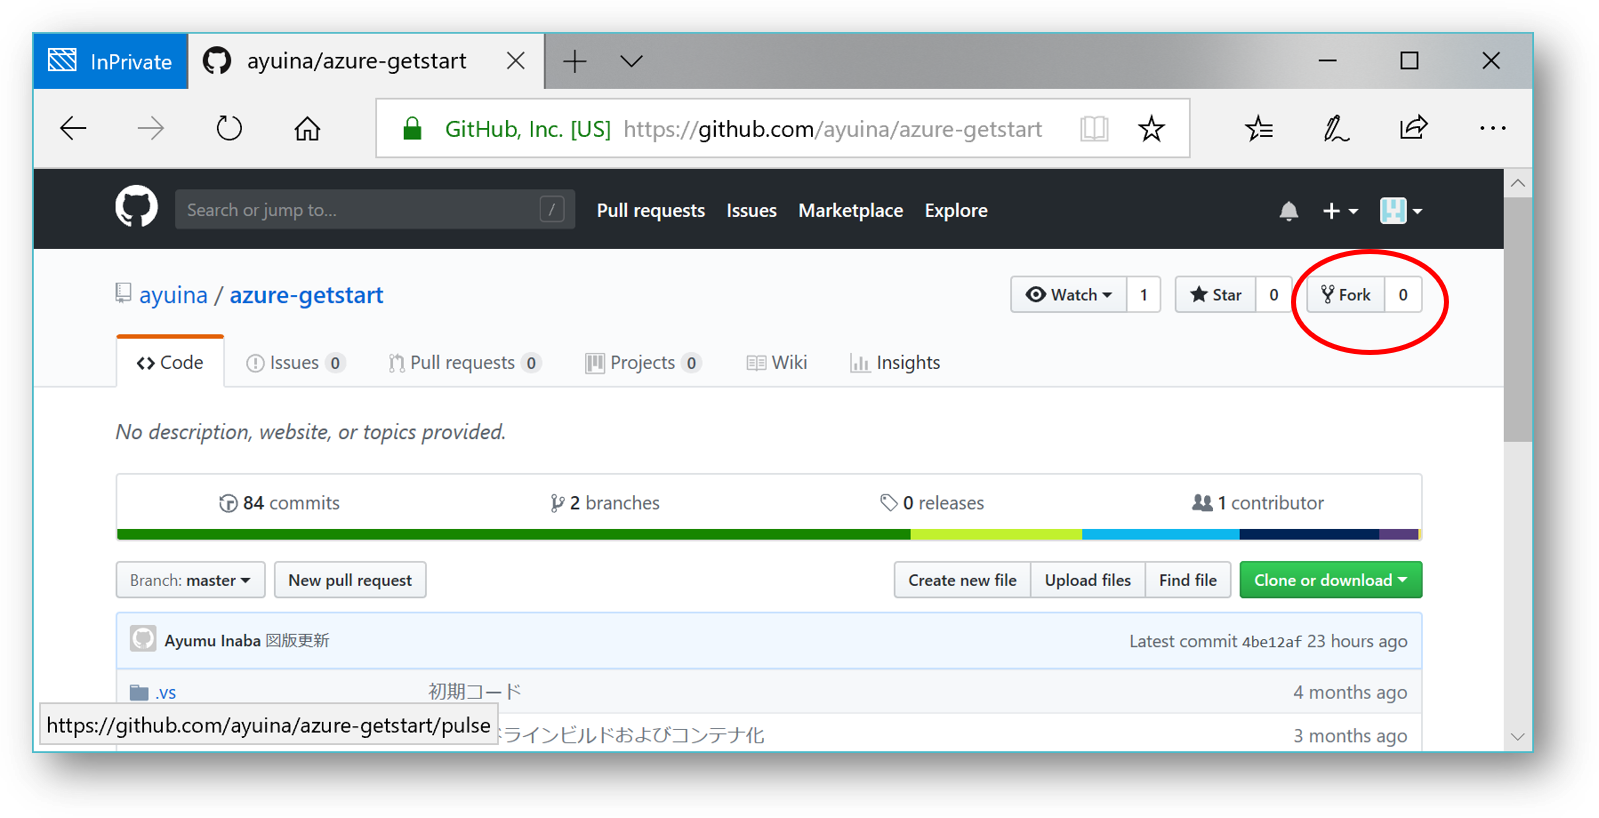 InPrivate ayuina/azure-getstart
GitHub, Inc. [US] https://github.com/ayuina/azure-getstart
Search or jump to... / Pull requests Issues Marketplace Explore
ayuina / azure-getstart Watch 1 Star 0 Fork 0
Code Issues 0 Pull requests 0 Projects 0 Wiki Insights
No description, website, or topics provided.
84 commits 2 branches 0 releases 1 contributor
Branch: master New pull request Create new file Upload files Find file Clone or download
Ayumu Inaba 図版更新 Latest commit 4be12af 23 hours ago
.vs 初期コード 4 months ago
https://github.com/ayuina/azure-getstart/pulse ラインビルドおよびコンテナ化 3 months ago